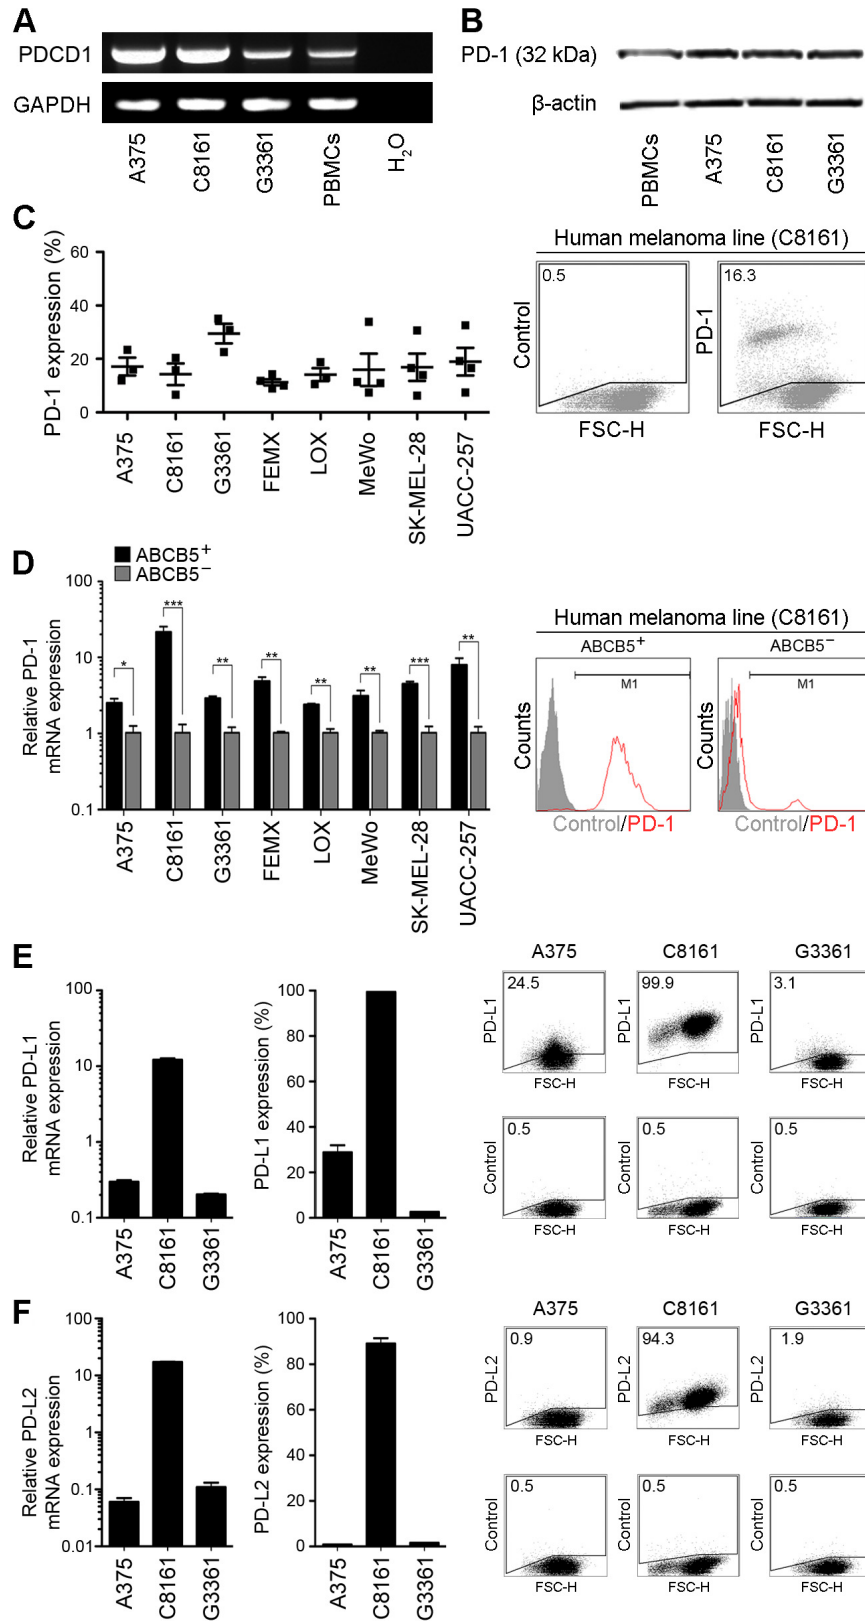 A
PDCD1
GAPDH
A375
C8161
G3361
PBMCs
H₂O
B
PD-1 (32 kDa)
β-actin
PBMCs
A375
C8161
G3361
C
PD-1 expression (%)
60
40
20
0
A375
C8161
G3361
FEMX
LOX
MeWo
SK-MEL-28
UACC-257
Human melanoma line (C8161)
Control
0.5
FSC-H
PD-1
16.3
FSC-H
D
ABCB5⁺
ABCB5⁻
Relative PD-1
mRNA expression
100
10
1
0.1
*
***
**
**
**
**
***
**
A375
C8161
G3361
FEMX
LOX
MeWo
SK-MEL-28
UACC-257
Human melanoma line (C8161)
ABCB5⁺
ABCB5⁻
Counts
M1
Control/PD-1
Counts
M1
Control/PD-1
E
Relative PD-L1
mRNA expression
100
10
1
0.1
A375
C8161
G3361
PD-L1 expression (%)
100
80
60
40
20
0
A375
C8161
G3361
A375
C8161
G3361
PD-L1
24.5
FSC-H
PD-L1
99.9
FSC-H
PD-L1
3.1
FSC-H
Control
0.5
FSC-H
Control
0.5
FSC-H
Control
0.5
FSC-H
F
Relative PD-L2
mRNA expression
100
10
1
0.1
0.01
A375
C8161
G3361
PD-L2 expression (%)
100
80
60
40
20
0
A375
C8161
G3361
A375
C8161
G3361
PD-L2
0.9
FSC-H
PD-L2
94.3
FSC-H
PD-L2
1.9
FSC-H
Control
0.5
FSC-H
Control
0.5
FSC-H
Control
0.5
FSC-H